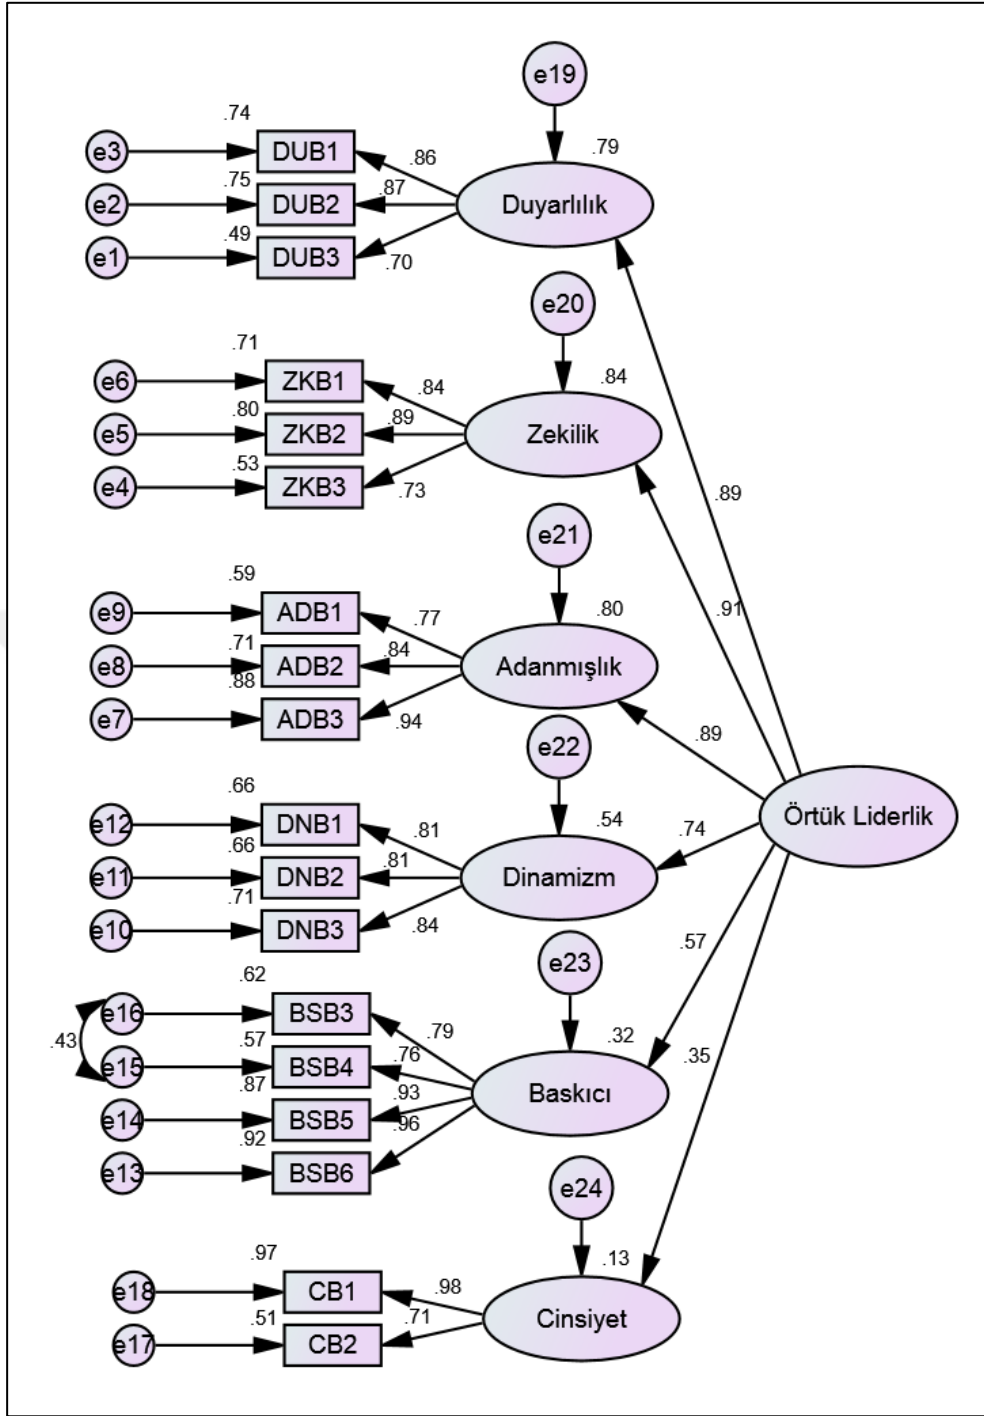 e19
.74
.79
e3
DUB1
.86
.75
e2
DUB2
.87
Duyarlılık
.49
e1
DUB3
.70
e20
.71
.84
e6
ZKB1
.84
.80
e5
ZKB2
.89
Zekilik
.53
e4
ZKB3
.73
.89
e21
.59
.80
.91
e9
ADB1
.77
.71
e8
ADB2
.84
Adanmışlık
.88
e7
ADB3
.94
.89
e22
.66
.54
.74
Örtük Liderlik
e12
DNB1
.81
.66
e11
DNB2
.81
Dinamizm
.71
e10
DNB3
.84
.57
e23
.62
.32
.35
e16
BSB3
.79
.43
.57
e15
BSB4
.76
Baskıcı
.87
e14
BSB5
.93
.92
e13
BSB6
.96
e24
.97
.13
e18
CB1
.98
.51
e17
CB2
.71
Cinsiyet